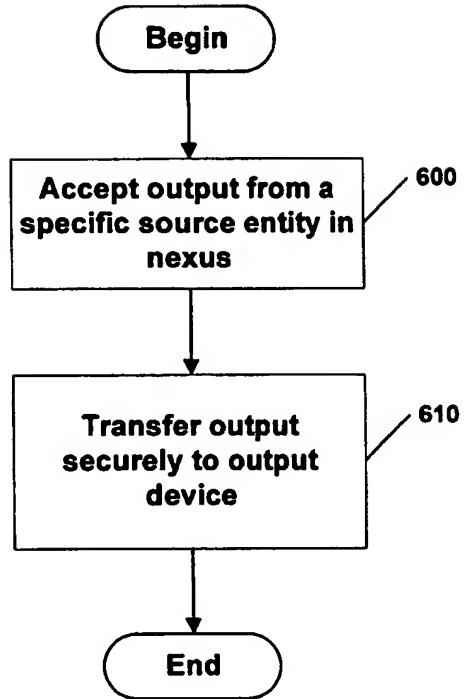 Begin
Accept output from a
specific source entity in
nexus
600
Transfer output
securely to output
device
610
End